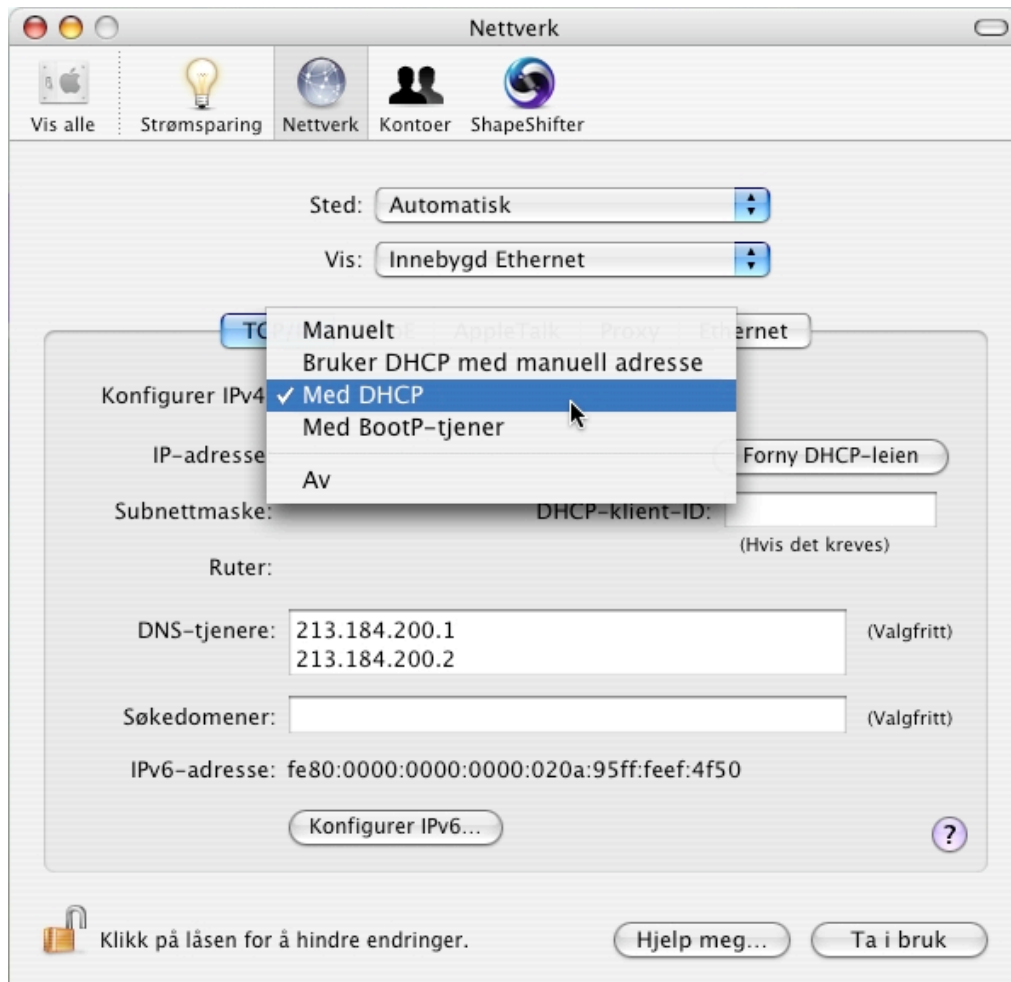 Nettverk
Vis alle
Strømsparing
Nettverk
Kontoer
ShapeShifter
Sted: Automatisk
Vis: Innebygd Ethernet
AppleTalk Proxy
Manuelt
Bruker DHCP med manuell adresse
Konfigurer IPv4
✓ Med DHCP
Med BootP-tjener
Av
IP-adresse
Forny DHCP-leien
Subnettmaske:
DHCP-klient-ID:
(Hvis det kreves)
Ruter:
DNS-tjenere: 213.184.200.1
213.184.200.2
(Valgfritt)
Søkedomener:
(Valgfritt)
IPv6-adresse: fe80:0000:0000:0000:020a:95ff:feef:4f50
Konfigurer IPv6...
?
Klikk på låsen for å hindre endringer.
Hjelp meg...
Ta i bruk